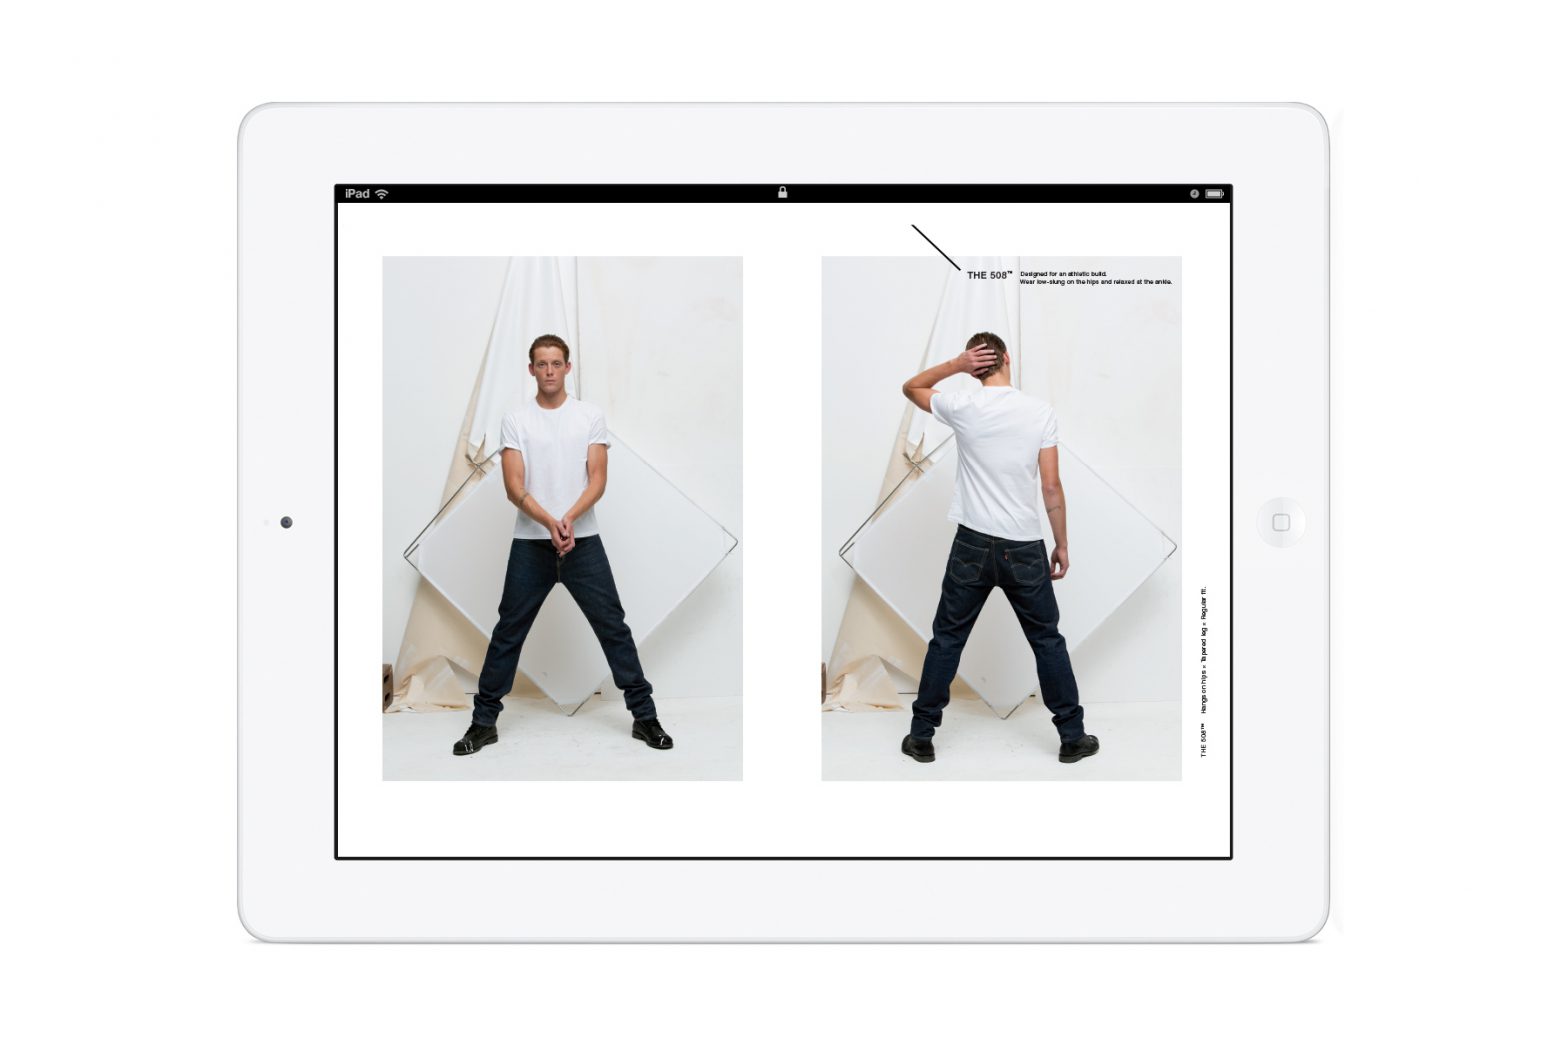 iPad
THE 508™
Designed for an athletic build.
Wear low-slung on the hips and relaxed at the ankle.
THE 508™ Hangs on hips × Tapered leg × Regular fit.